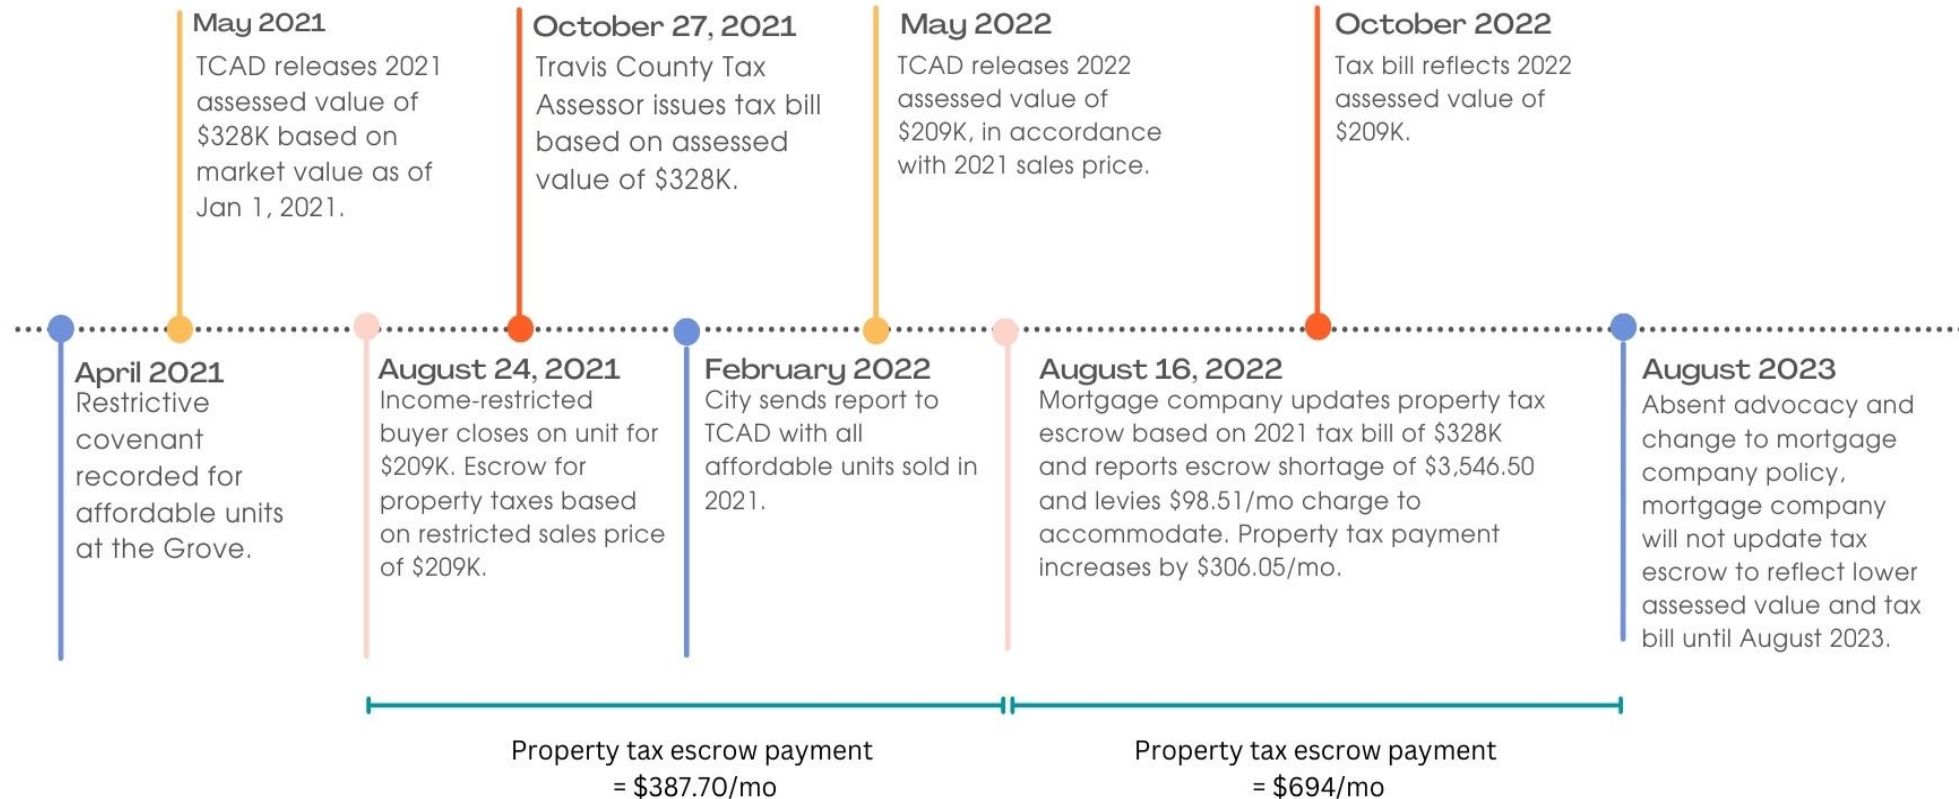 May 2021
TCAD releases 2021
assessed value of
$328K based on
market value as of
Jan 1, 2021.
October 27, 2021
Travis County Tax
Assessor issues tax bill
based on assessed
value of $328K.
May 2022
TCAD releases 2022
assessed value of
$209K, in accordance
with 2021 sales price.
October 2022
Tax bill reflects 2022
assessed value of
$209K.
April 2021
Restrictive
covenant
recorded for
affordable units
at the Grove.
August 24, 2021
Income-restricted
buyer closes on unit for
$209K. Escrow for
property taxes based
on restricted sales price
of $209K.
February 2022
City sends report to
TCAD with all
affordable units sold in
2021.
August 16, 2022
Mortgage company updates property tax
escrow based on 2021 tax bill of $328K
and reports escrow shortage of $3,546.50
and levies $98.51/mo charge to
accommodate. Property tax payment
increases by $306.05/mo.
August 2023
Absent advocacy and
change to mortgage
company policy,
mortgage company
will not update tax
escrow to reflect lower
assessed value and tax
bill until August 2023.
Property tax escrow payment
= $387.70/mo
Property tax escrow payment
= $694/mo